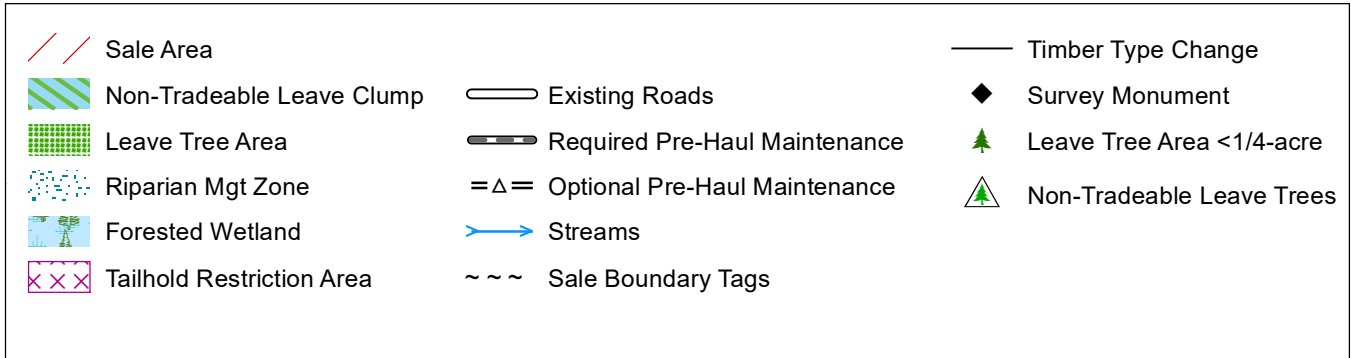 Sale Area
Non-Tradeable Leave Clump
Leave Tree Area
Riparian Mgt Zone
Forested Wetland
Tailhold Restriction Area
Existing Roads
Required Pre-Haul Maintenance
Optional Pre-Haul Maintenance
Streams
Sale Boundary Tags
Timber Type Change
Survey Monument
Leave Tree Area <1/4-acre
Non-Tradeable Leave Trees